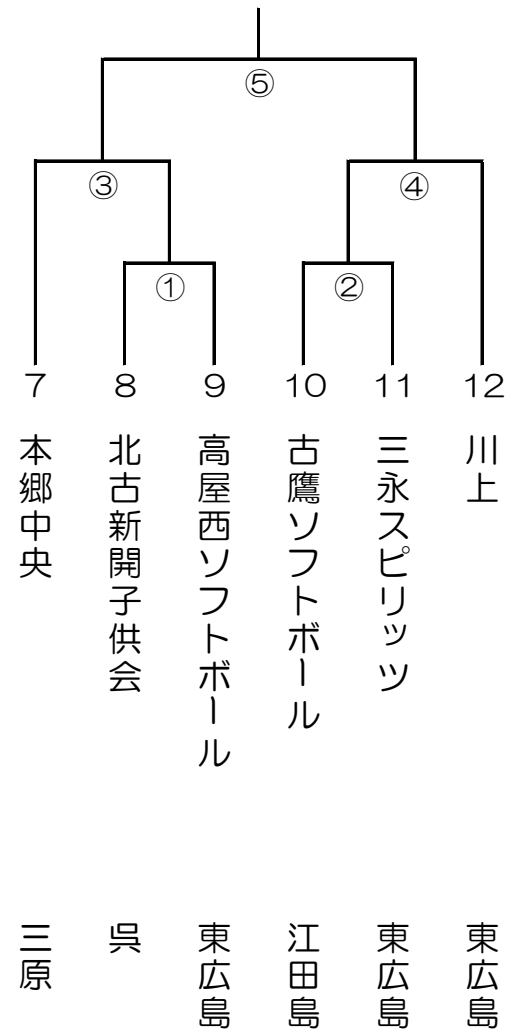 ⑤
③ ④
① ②
7 8 9 10 11 12
本郷中央
北古新開子供会
高屋西ソフトボール
古鷹ソフトボール
三永スピリッツ
川上
三原
呉
東広島
江田島
東広島
東広島